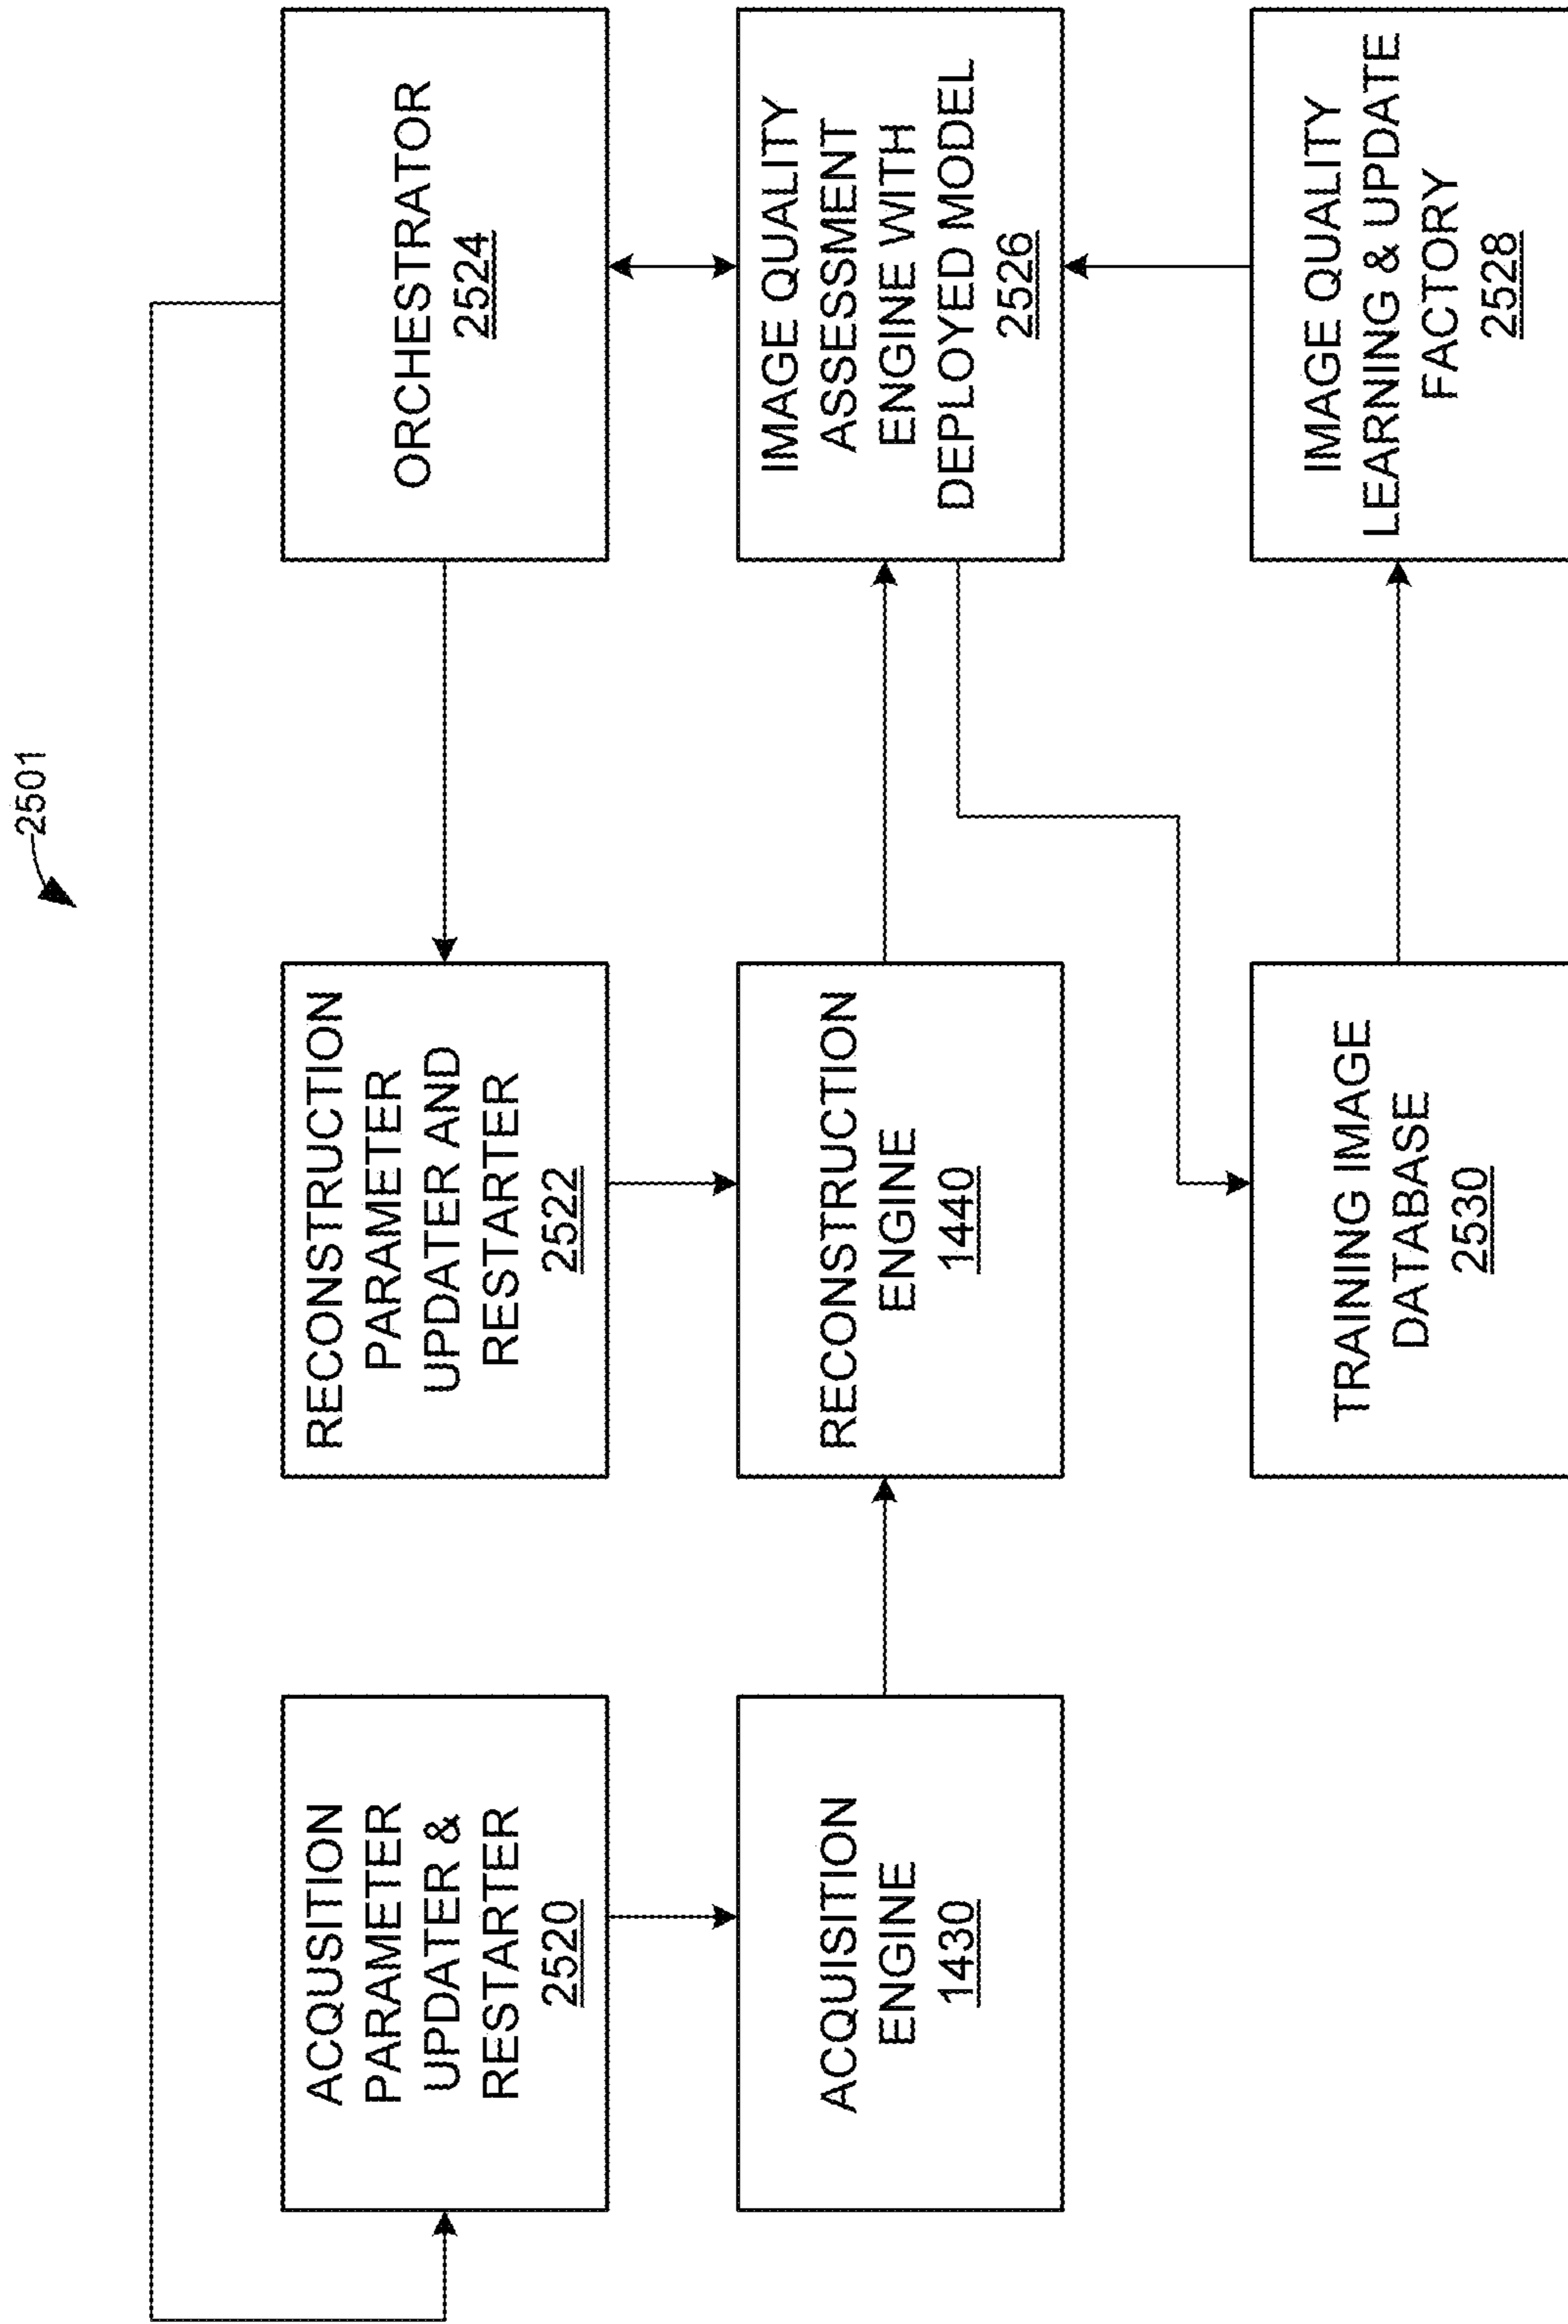 2501
ACQUSITION
PARAMETER
UPDATER &
RESTARTER
2520
RECONSTRUCTION
PARAMETER
UPDATER AND
RESTARTER
2522
ORCHESTRATOR
2524
ACQUISITION
ENGINE
1430
RECONSTRUCTION
ENGINE
1440
IMAGE QUALITY
ASSESSMENT
ENGINE WITH
DEPLOYED MODEL
2526
TRAINING IMAGE
DATABASE
2530
IMAGE QUALITY
LEARNING & UPDATE
FACTORY
2528